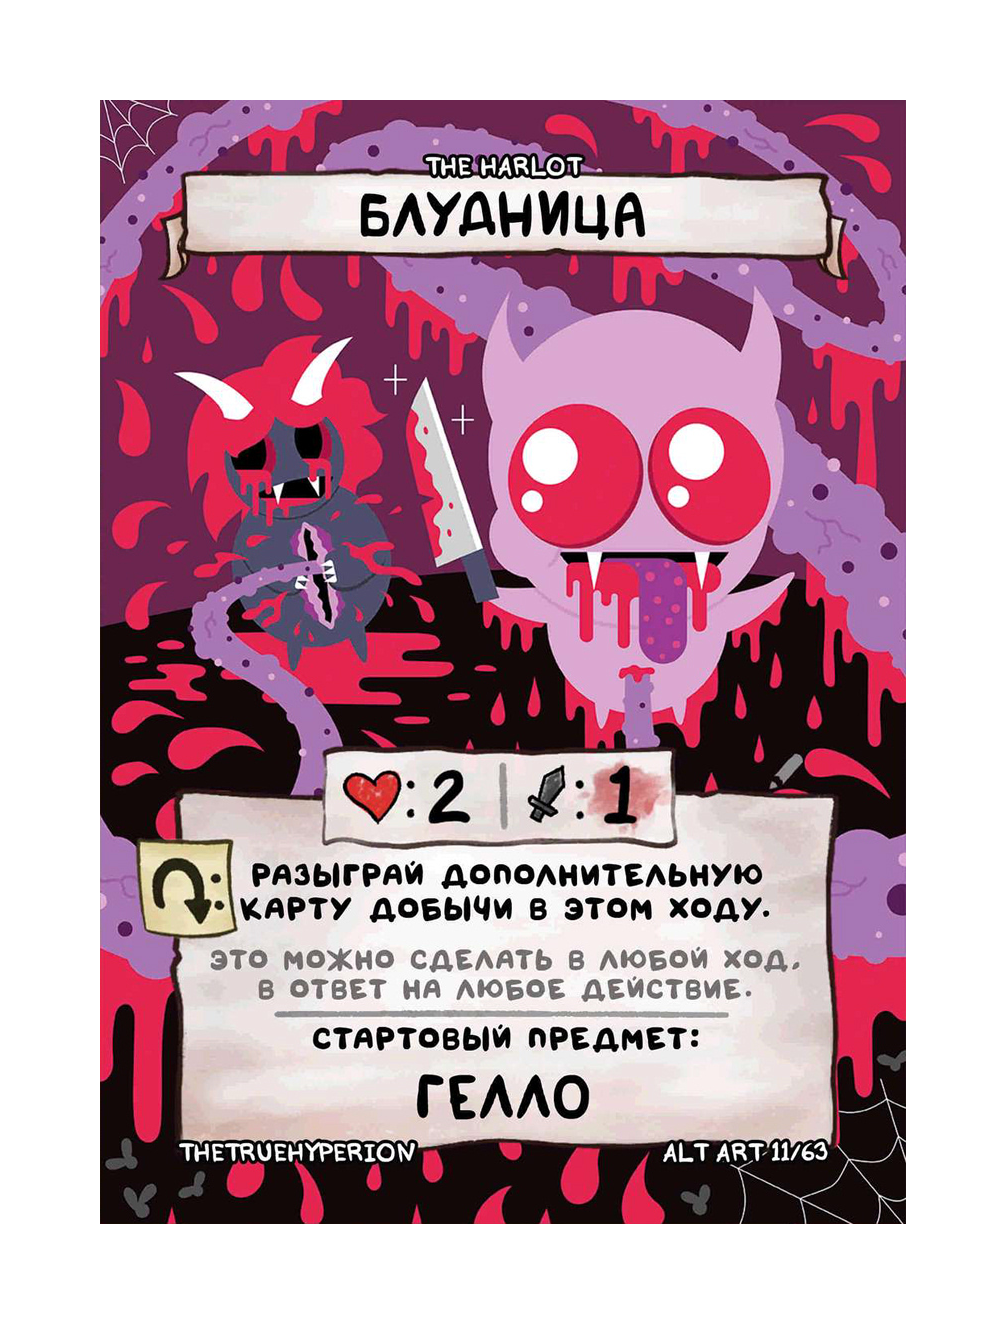 THE HARLOT
БЛУДНИЦА
:2 | :1
РАЗЫГРАЙ ДОПОЛНИТЕЛЬНУЮ
КАРТУ ДОБЫЧИ В ЭТОМ ХОДУ.
ЭТО МОЖНО СДЕЛАТЬ В ЛЮБОЙ ХОД,
В ОТВЕТ НА ЛЮБОЕ ДЕЙСТВИЕ.
СТАРТОВЫЙ ПРЕДМЕТ:
ГЕЛЛО
THETRUEHYPERION
ALT ART 11/63